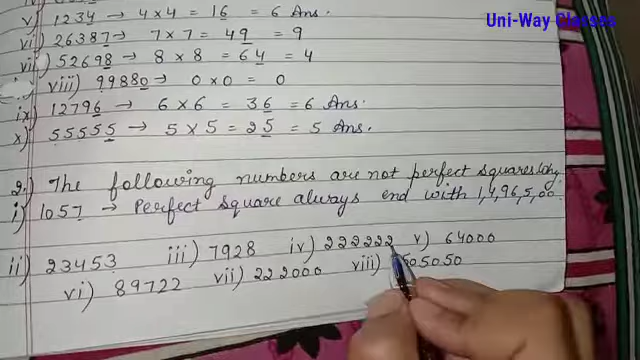 Uni-Way Classes
v) 1234 → 4 × 4 = 16 = 6 Ans.
vi) 26387 → 7 × 7 = 49 = 9
vii) 52698 → 8 × 8 = 64 = 4
viii) 99880 → 0 × 0 = 0
ix) 12796 → 6 × 6 = 36 = 6 Ans.
x) 55555 → 5 × 5 = 25 = 5 Ans.
2.) The following numbers are not perfect squares
i) 1057 → Perfect square always end with 1,4,9,6,5,00.
ii) 23453 iii) 7928 iv) 222222 v) 64000
vi) 89722 vii) 222000 viii) 505050